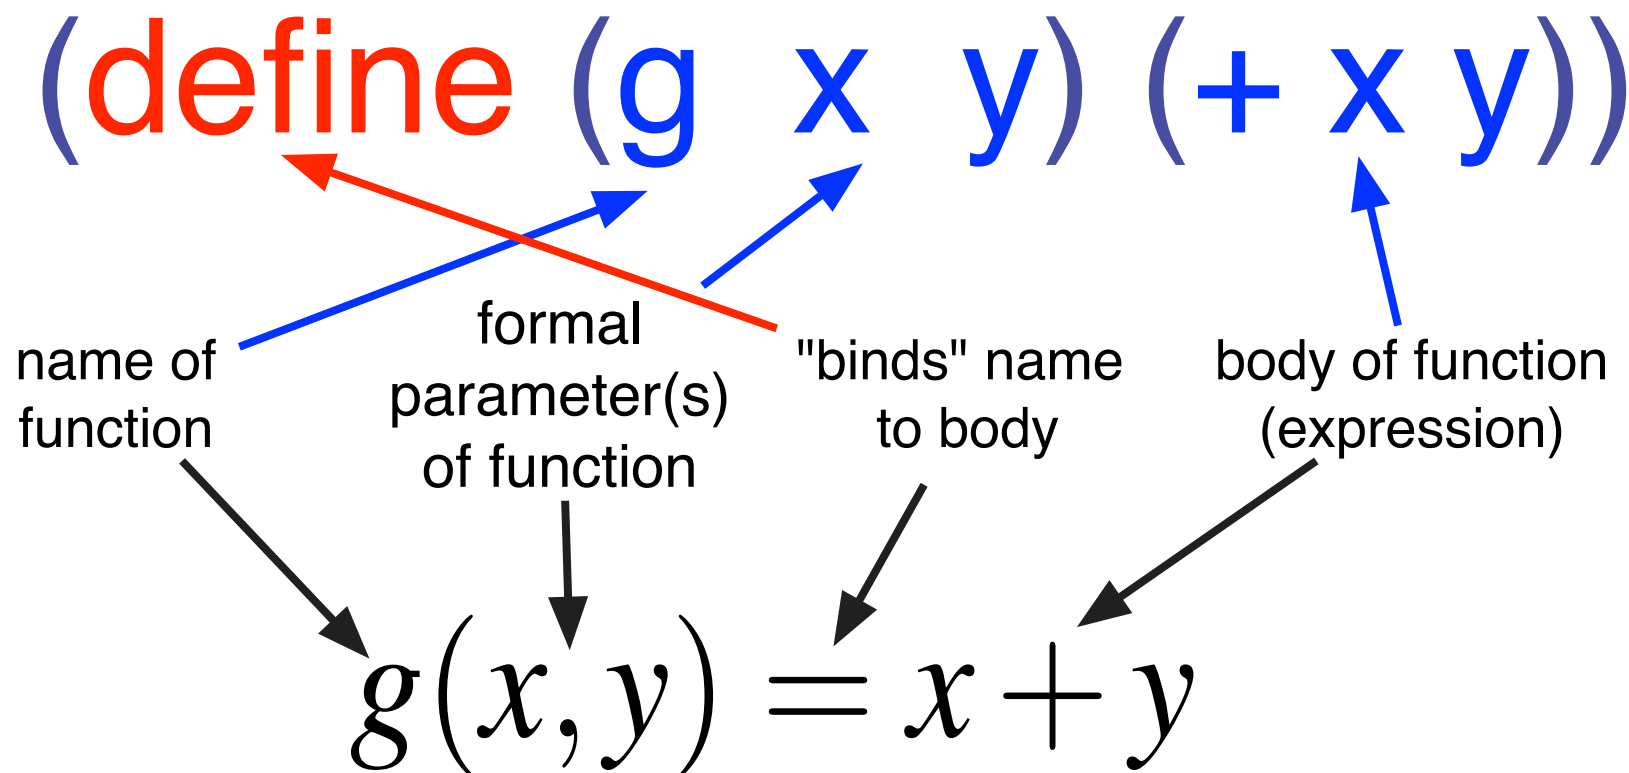 (define (g x y) (+ x y))
name of
function
formal
parameter(s)
of function
"binds" name
to body
body of function
(expression)
g(x,y) = x + y